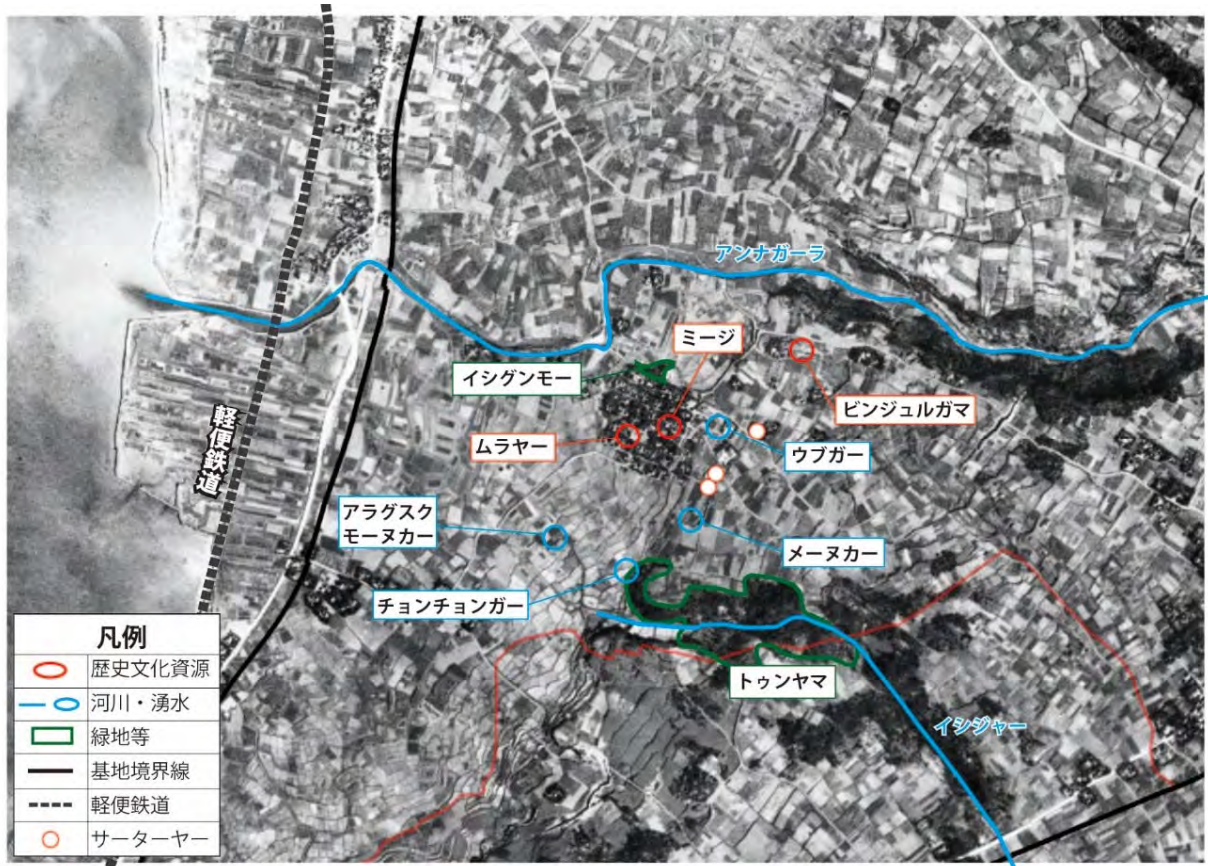 アンナガーラ
ミージ
イシグンモー
ビンジュルガマ
ムラヤー
ウブガー
軽便鉄道
アラグスク
モーヌカー
メーヌカー
チョンチョンガー
トゥンヤマ
イシジャー
凡例
歴史文化資源
河川・湧水
緑地等
基地境界線
軽便鉄道
サーターヤー